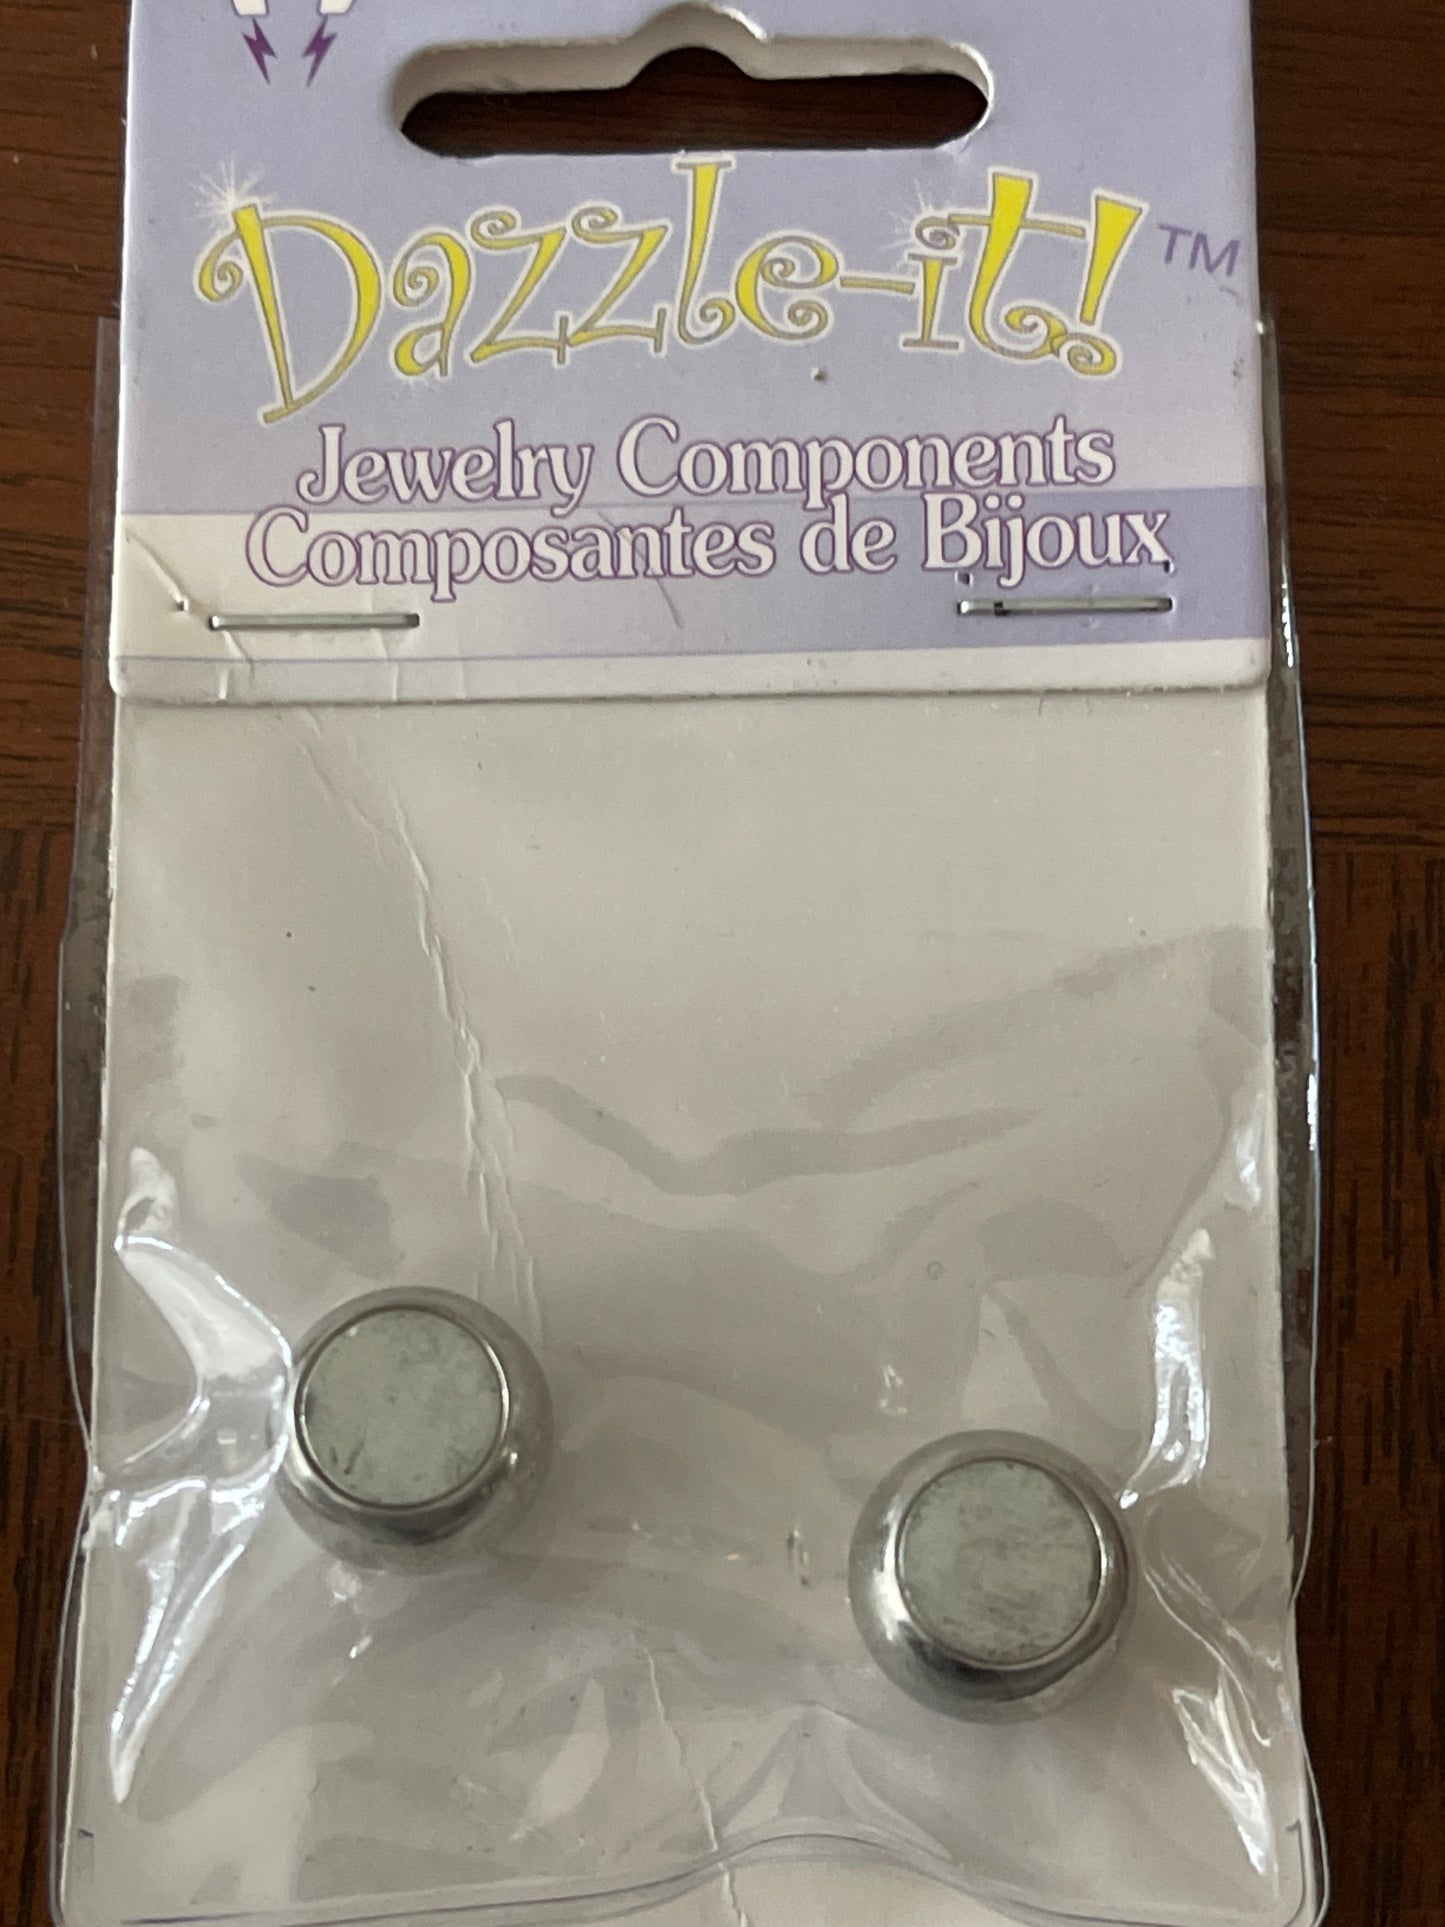 Dazzle-it!™
Jewelry Components
Composantes de Bijoux